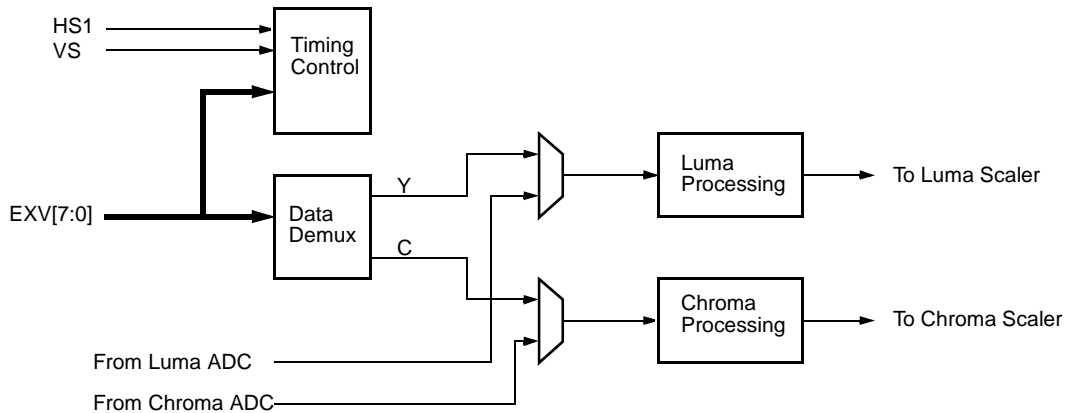 HS1
VS
Timing
Control
EXV[7:0]
Data
Demux
Y
C
Luma
Processing
To Luma Scaler
Chroma
Processing
To Chroma Scaler
From Luma ADC
From Chroma ADC